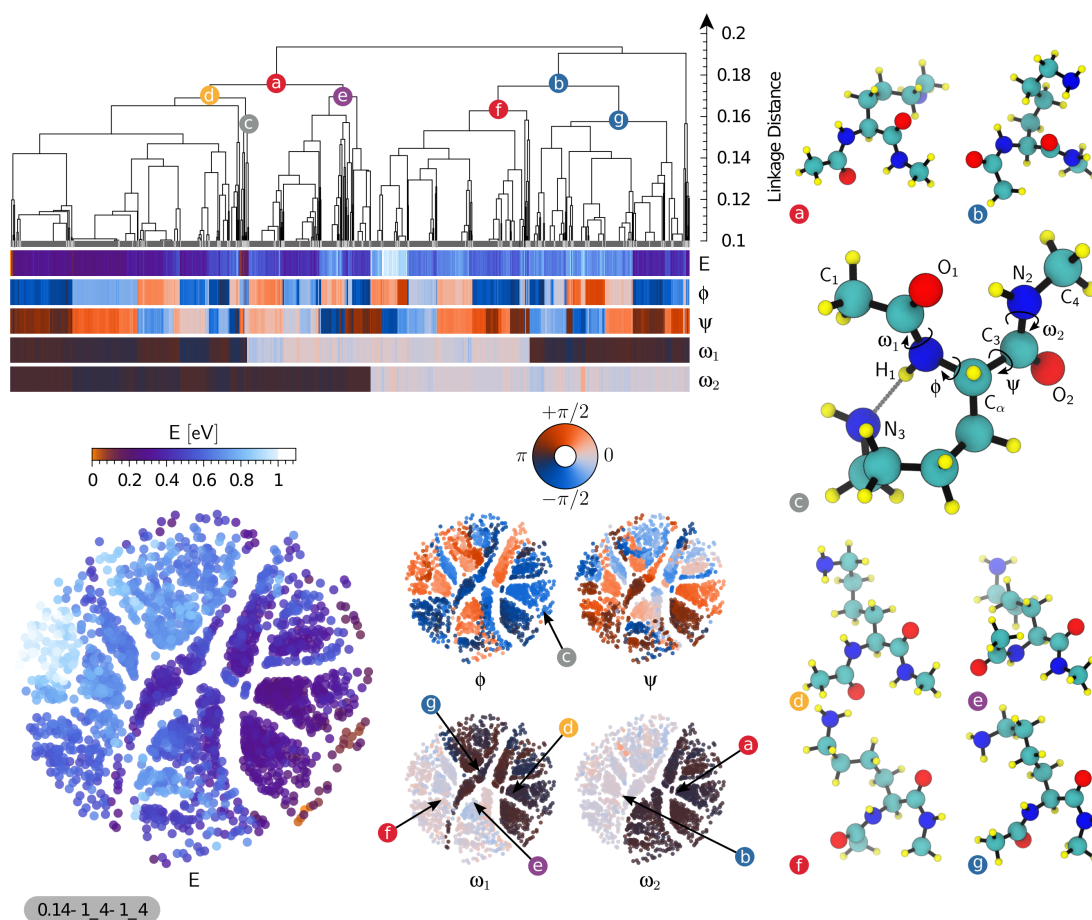 0.2
0.18
0.16
0.14
0.12
0.1
Linkage Distance
a
b
c
d
e
f
g
E
ϕ
ψ
ω1
ω2
E [eV]
0 0.2 0.4 0.6 0.8 1
+π/2
π
0
−π/2
E
c
ϕ
ψ
g
d
f
e
a
b
ω1
ω2
0.14-1_4-1_4
a
b
C1
O1
N2
C4
ω1
C3
ω2
H1
ϕ
ψ
O2
Cα
N3
c
d
e
f
g